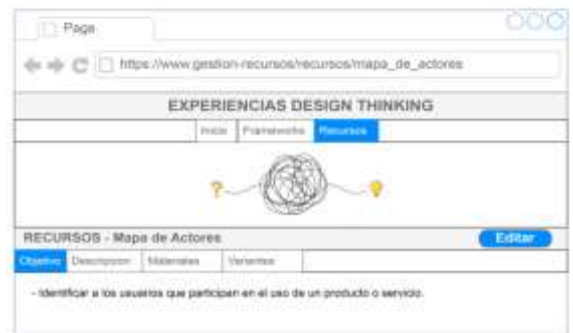 Page
https://www.gestion-recursos/recursos/mapa_de_actores
EXPERIENCIAS DESIGN THINKING
Inicio Frameworks Recursos
?
RECURSOS - Mapa de Actores Editar
Objetivo Descripcion Materiales Variantes
- Identificar a los usuarios que participan en el uso de un producto o servicio.